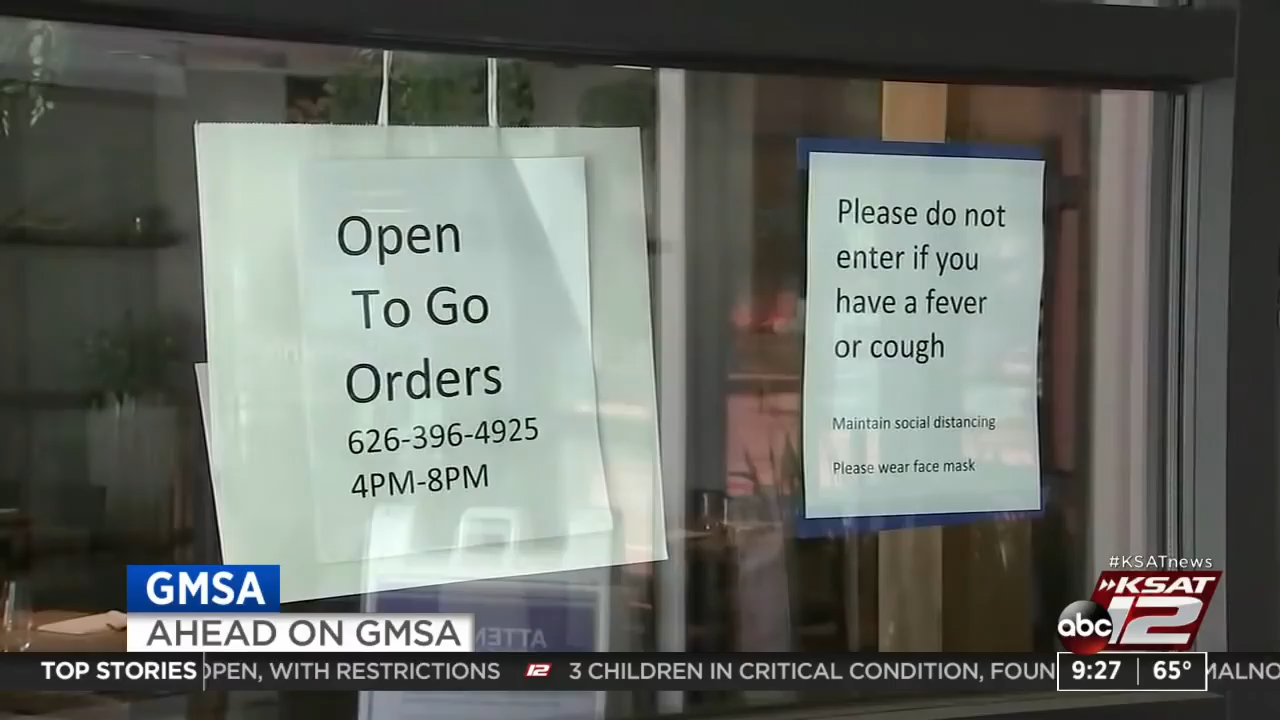 Open
To Go
Orders
626-396-4925
4PM-8PM
Please do not
enter if you
have a fever
or cough
Maintain social distancing
Please wear face mask
#KSATnews
KSAT
abc 12
GMSA
AHEAD ON GMSA
TOP STORIES OPEN, WITH RESTRICTIONS 12 3 CHILDREN IN CRITICAL CONDITION, FOUN 9:27 65°